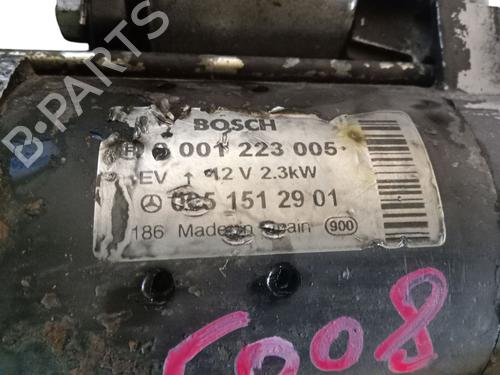 B-PARTS
BOSCH
0 001 223 005
EV ↑ 12 V 2.3kW
005 151 29 01
186 Made in Spain 900
5008